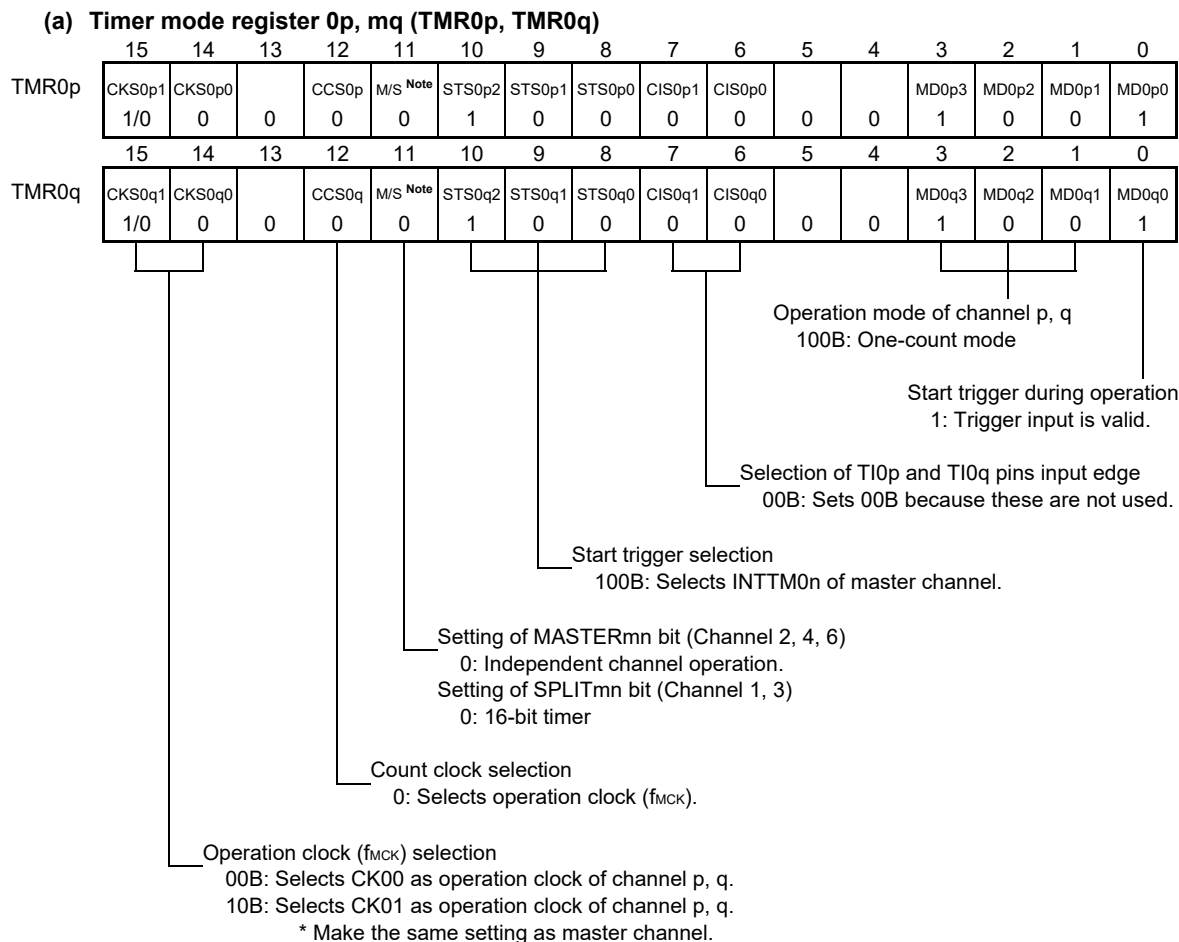 (a) Timer mode register 0p, mq (TMR0p, TMR0q)
15 14 13 12 11 10 9 8 7 6 5 4 3 2 1 0
TMR0p CKS0p1 CKS0p0 CCS0p M/S Note STS0p2 STS0p1 STS0p0 CIS0p1 CIS0p0 MD0p3 MD0p2 MD0p1 MD0p0
1/0 0 0 0 0 1 0 0 0 0 0 0 1 0 0 1
15 14 13 12 11 10 9 8 7 6 5 4 3 2 1 0
TMR0q CKS0q1 CKS0q0 CCS0q M/S Note STS0q2 STS0q1 STS0q0 CIS0q1 CIS0q0 MD0q3 MD0q2 MD0q1 MD0q0
1/0 0 0 0 0 1 0 0 0 0 0 0 1 0 0 1
Operation mode of channel p, q
100B: One-count mode
Start trigger during operation
1: Trigger input is valid.
Selection of TI0p and TI0q pins input edge
00B: Sets 00B because these are not used.
Start trigger selection
100B: Selects INTTM0n of master channel.
Setting of MASTERmn bit (Channel 2, 4, 6)
0: Independent channel operation.
Setting of SPLITmn bit (Channel 1, 3)
0: 16-bit timer
Count clock selection
0: Selects operation clock (fMCK).
Operation clock (fMCK) selection
00B: Selects CK00 as operation clock of channel p, q.
10B: Selects CK01 as operation clock of channel p, q.
* Make the same setting as master channel.